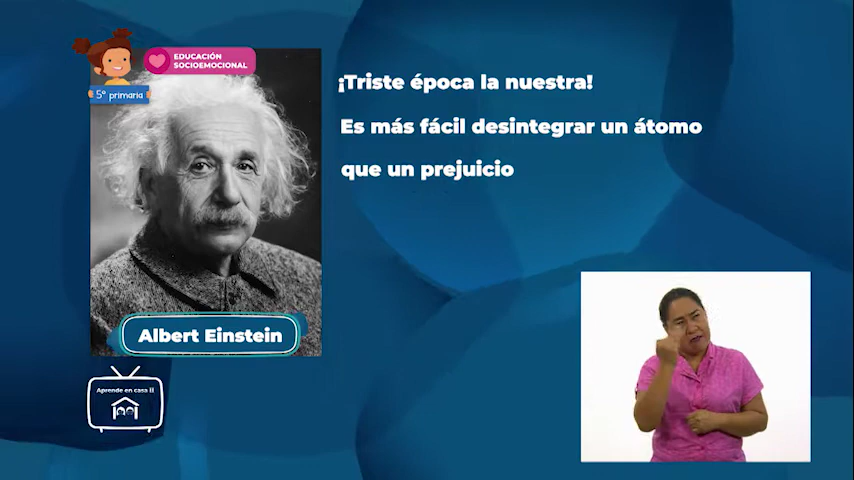 EDUCACIÓN
SOCIOEMOCIONAL
5° primaria
¡Triste época la nuestra!
Es más fácil desintegrar un átomo
que un prejuicio
Albert Einstein
Aprende en casa II